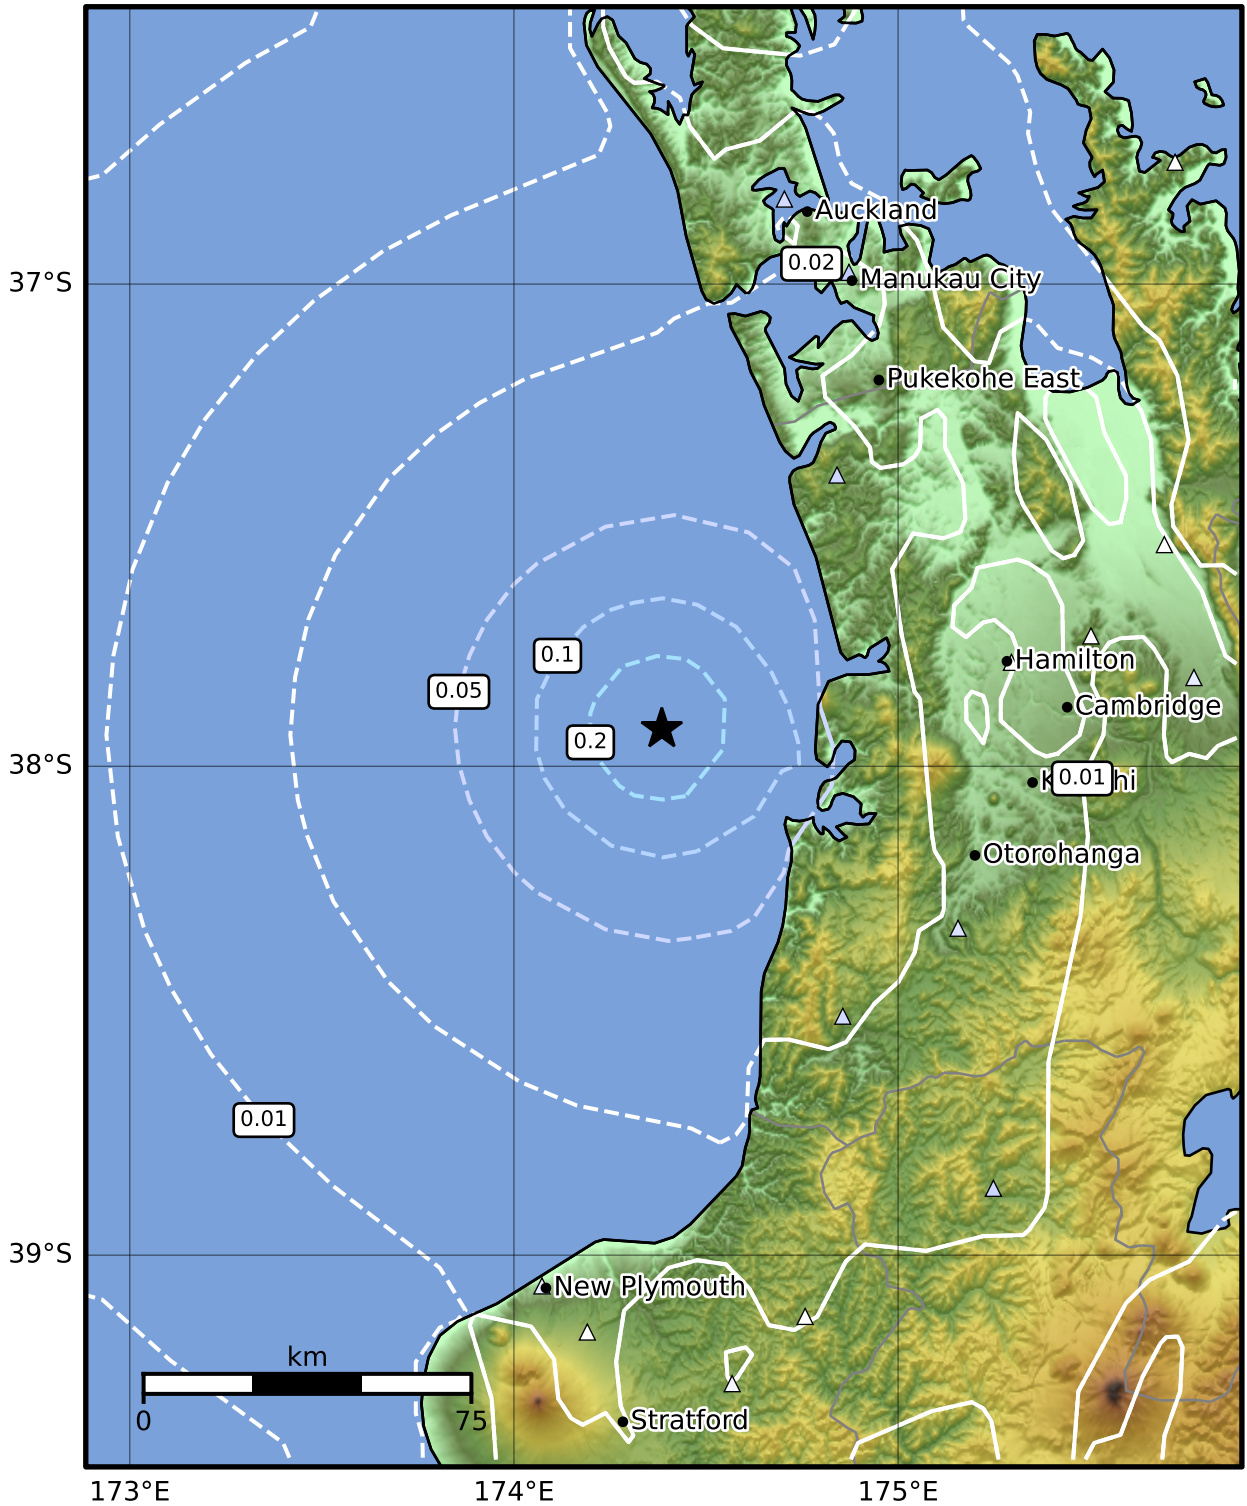 Auckland
0.02
Manukau City
37°S
Pukekohe East
0.1
Hamilton
0.05
Cambridge
0.2
38°S
0.01
Otorohanga
0.01
39°S
New Plymouth
km
0
75
Stratford
173°E
174°E
175°E